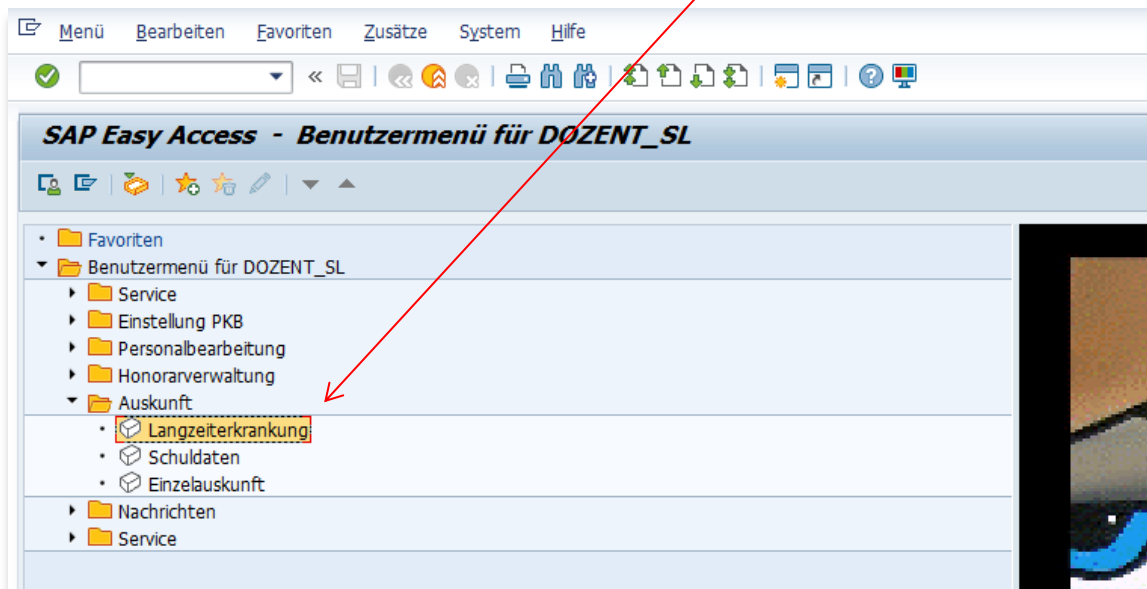 Menü Bearbeiten Favoriten Zusätze System Hilfe
SAP Easy Access - Benutzermenü für DOZENT_SL
Favoriten
Benutzermenü für DOZENT_SL
Service
Einstellung PKB
Personalbearbeitung
Honorarverwaltung
Auskunft
Langzeiterkrankung
Schuldaten
Einzelauskunft
Nachrichten
Service